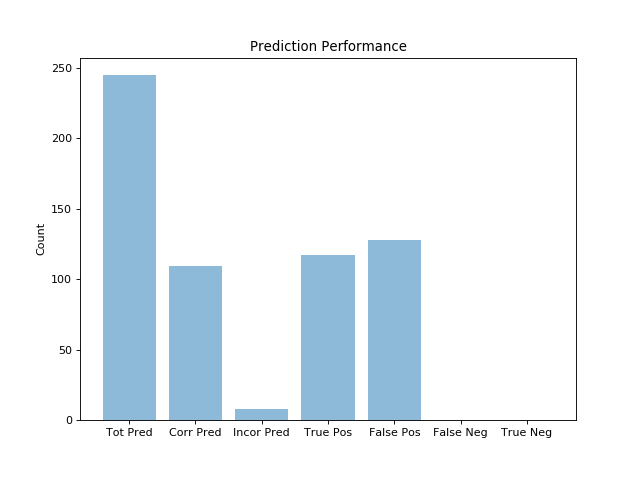 Prediction Performance
250
200
150
100
50
0
Count
Tot Pred Corr Pred Incor Pred True Pos False Pos False Neg True Neg